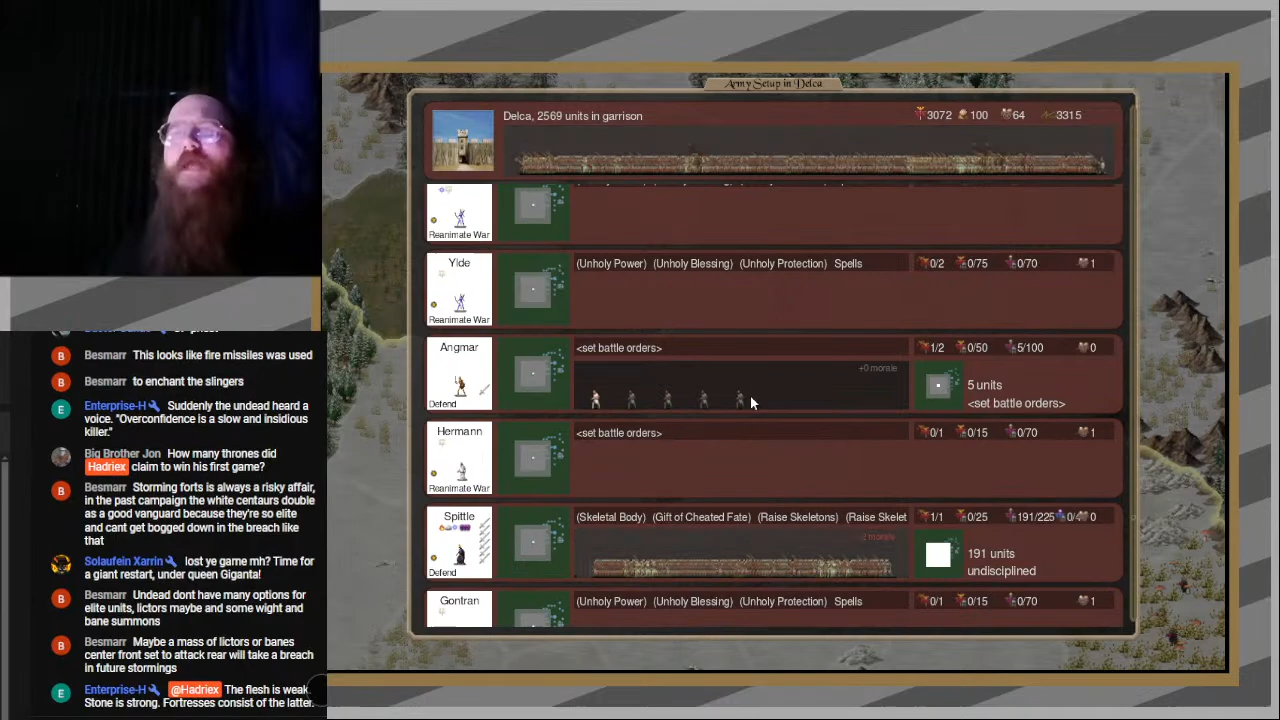 Army Setup in Delca
Delca, 2569 units in garrison
3072 100 64 3315
Reanimate War
Ylde
(Unholy Power) (Unholy Blessing) (Unholy Protection) Spells
0/2 0/75 0/70 1
Reanimate War
Angmar
<set battle orders>
1/2 0/50 5/100 0
+0 morale
Defend
5 units
<set battle orders>
Hermann
<set battle orders>
0/1 0/15 0/70 1
Reanimate War
Spittle
(Skeletal Body) (Gift of Cheated Fate) (Raise Skeletons) (Raise Skelet
1/1 0/25 191/225 0
Defend
191 units
undisciplined
Gontran
(Unholy Power) (Unholy Blessing) (Unholy Protection) Spells
0/1 0/15 0/70 1
B Besmarr This looks like fire missiles was used
B Besmarr to enchant the slingers
E Enterprise-H Suddenly the undead heard a
voice. "Overconfidence is a slow and insidious
killer."
Big Brother Jon How many thrones did
Hadriex claim to win his first game?
B Besmarr Storming forts is always a risky affair,
in the past campaign the white centaurs double
as a good vanguard because they're so elite
and cant get bogged down in the breach like
that
Solaufein Xarrin lost ye game mh? Time for
a giant restart, under queen Giganta!
B Besmarr Undead dont have many options for
elite units, lictors maybe and some wight and
bane summons
B Besmarr Maybe a mass of lictors or banes
center front set to attack rear will take a breach
in future stormings
E Enterprise-H @Hadriex The flesh is weak.
Stone is strong. Fortresses consist of the latter.